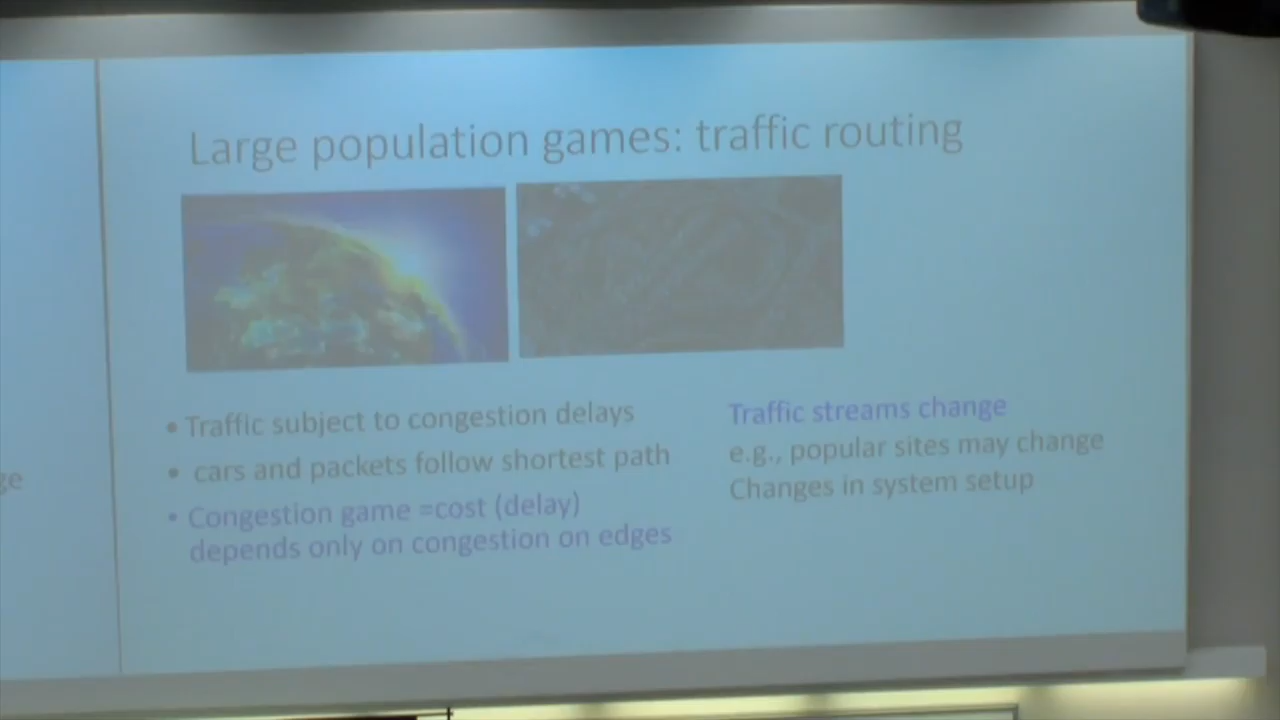 Large population games: traffic routing
• Traffic subject to congestion delays
• cars and packets follow shortest path
• Congestion game =cost (delay)
depends only on congestion on edges
Traffic streams change
e.g., popular sites may change
Changes in system setup
ge